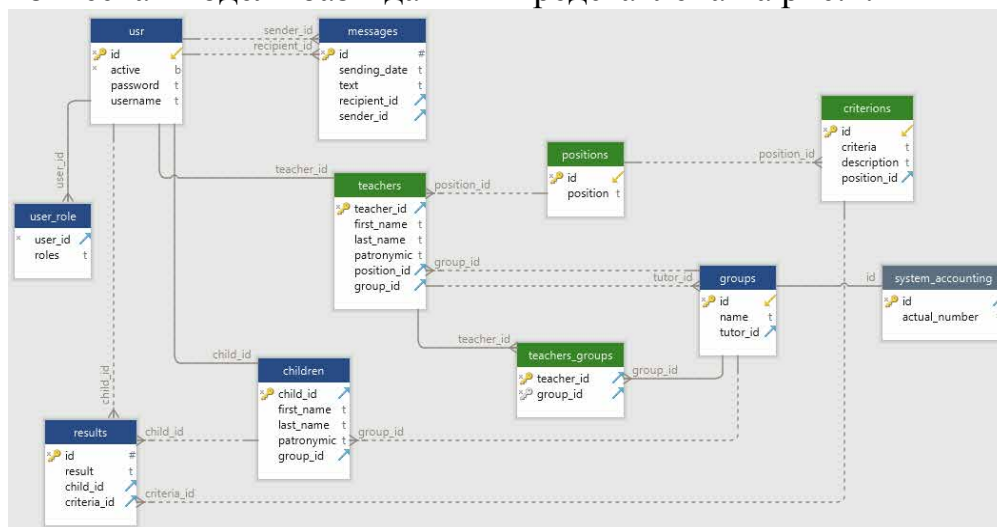 usr
id
active b
password t
username t
sender_id
recipient_id
messages
id #
sending_date t
text t
recipient_id
sender_id
user_id
user_role
user_id
roles t
teacher_id
teachers
teacher_id
first_name t
last_name t
patronymic t
position_id
group_id
position_id
positions
id
position t
position_id
criterions
id
criteria t
description t
position_id
group_id
tutor_id
groups
id
name t
tutor_id
id
system_accounting
id
actual_number
teacher_id
teachers_groups
teacher_id
group_id
group_id
child_id
children
child_id
first_name t
last_name t
patronymic t
group_id
group_id
child_id
results
id #
result t
child_id
criteria_id
child_id
criteria_id